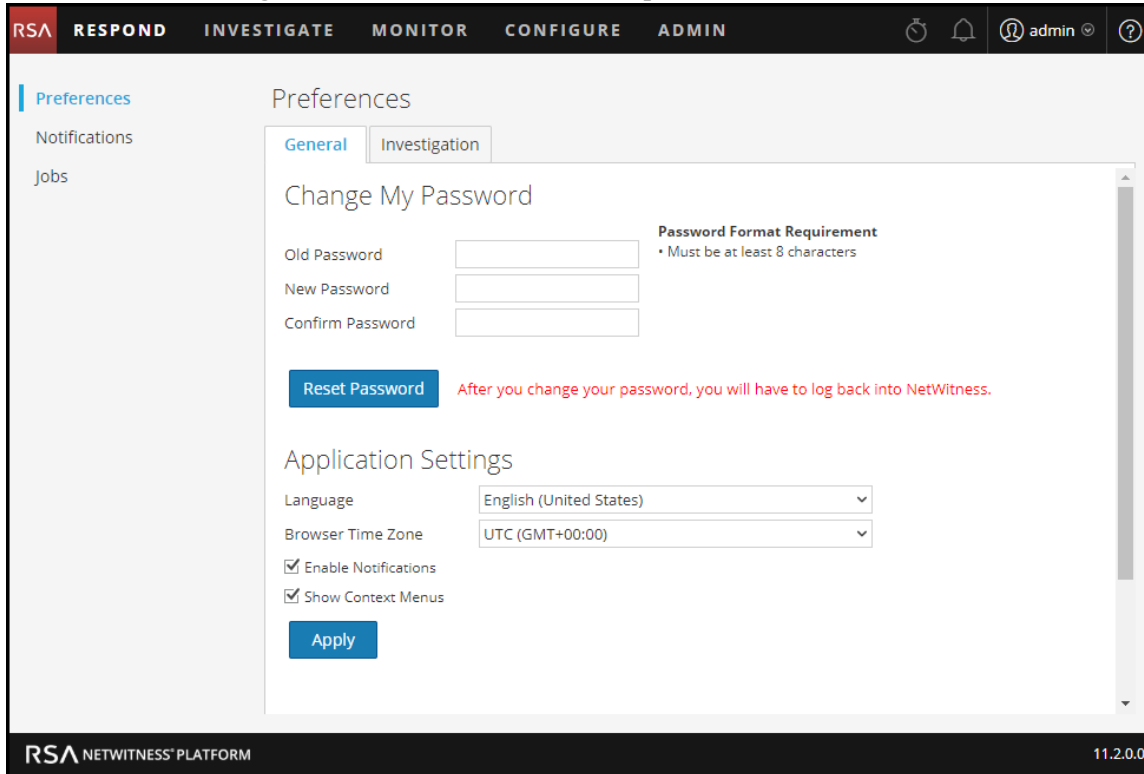 RSA RESPOND INVESTIGATE MONITOR CONFIGURE ADMIN admin ?
Preferences
Notifications
Jobs
Preferences
General Investigation
Change My Password
Password Format Requirement
• Must be at least 8 characters
Old Password
New Password
Confirm Password
Reset Password After you change your password, you will have to log back into NetWitness.
Application Settings
Language English (United States)
Browser Time Zone UTC (GMT+00:00)
Enable Notifications
Show Context Menus
Apply
RSA NETWITNESS® PLATFORM 11.2.0.0